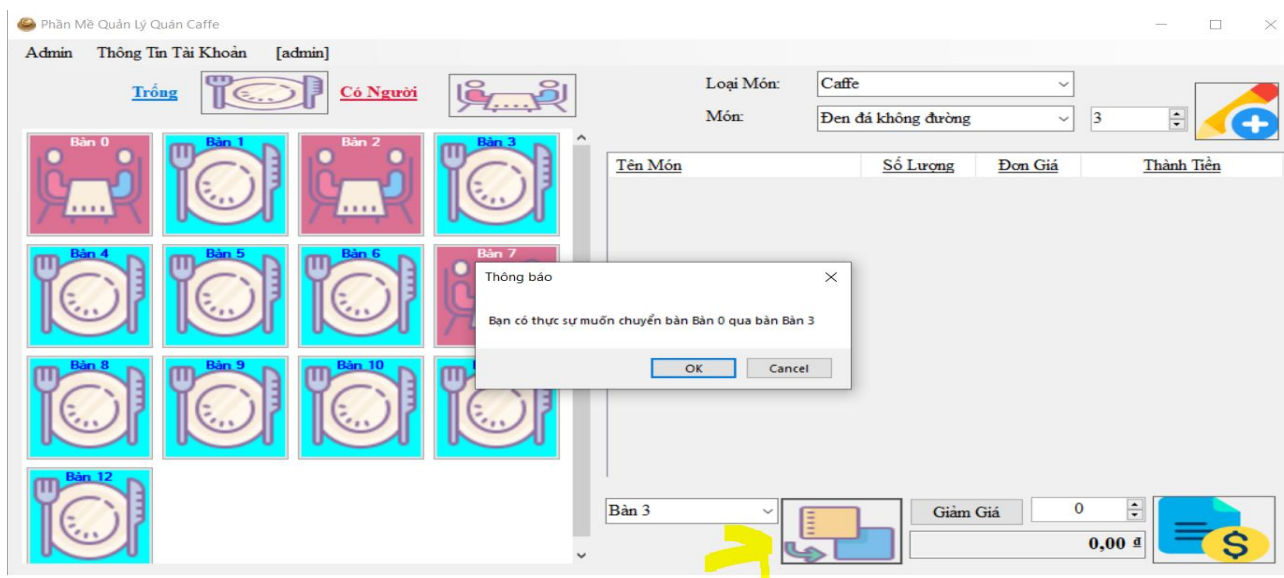 Phần Mề Quản Lý Quán Caffe
Admin Thông Tin Tài Khoản [admin]
Trống Có Người
Loại Món: Caffe
Món: Đen đá không đường 3
Bàn 0 Bàn 1 Bàn 2 Bàn 3
Tên Món Số Lượng Đơn Giá Thành Tiền
Bàn 4 Bàn 5 Bàn 6 Bàn 7
Thông báo
Bạn có thực sự muốn chuyển bàn Bàn 0 qua bàn Bàn 3
OK Cancel
Bàn 8 Bàn 9 Bàn 10
Bàn 12
Bàn 3 Giảm Giá 0
0,00 ₫